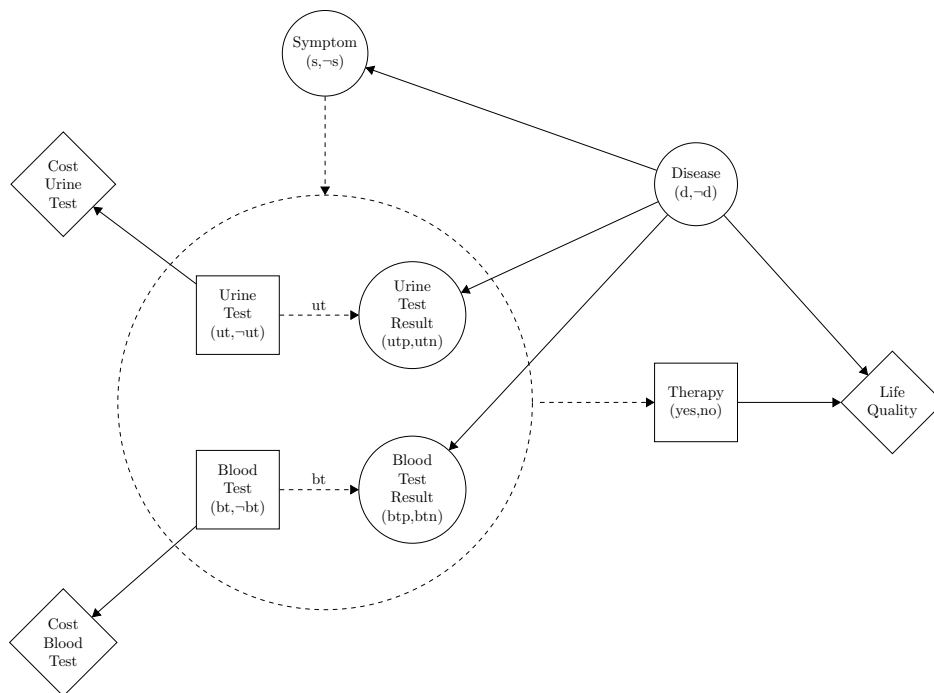 Symptom
(s,¬s)
Cost
Urine
Test
Disease
(d,¬d)
Urine
Test
(ut,¬ut)
ut
Urine
Test
Result
(utp,utn)
Therapy
(yes,no)
Life
Quality
Blood
Test
(bt,¬bt)
bt
Blood
Test
Result
(btp,btn)
Cost
Blood
Test